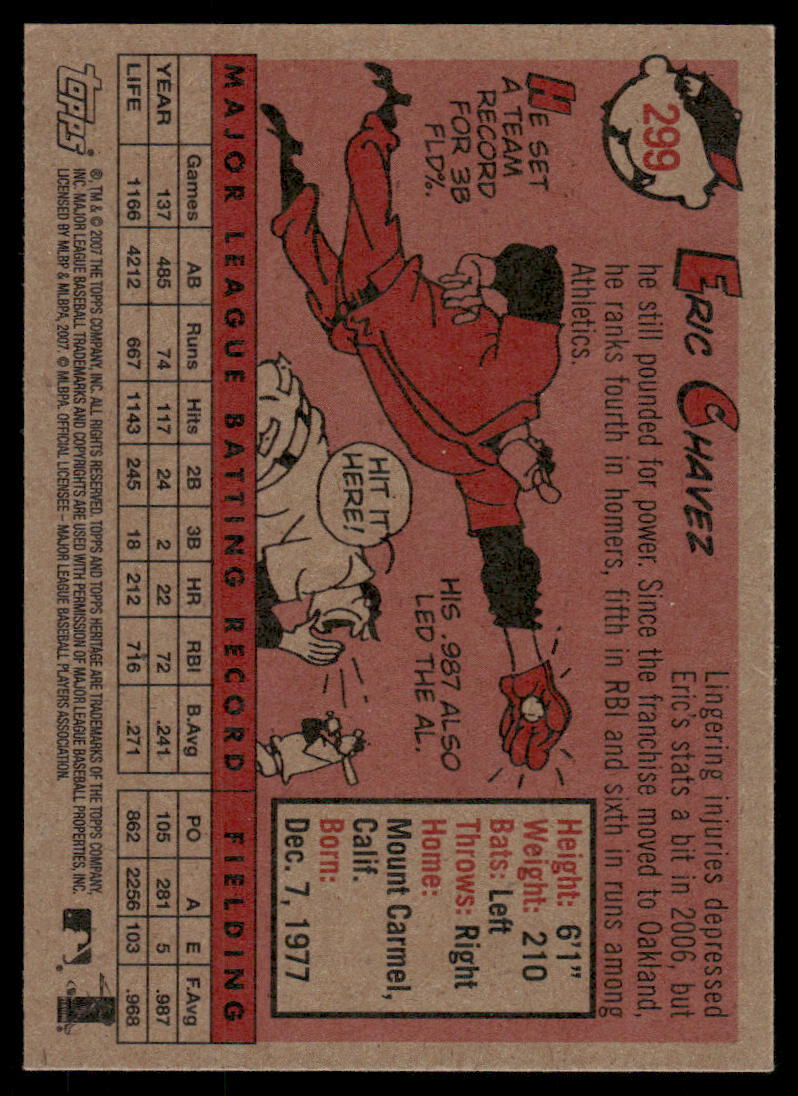 299
ERIC CHAVEZ
Lingering injuries depressed
Eric's stats a bit in 2006, but
he still pounded for power. Since the franchise moved to Oakland,
he ranks fourth in homers, fifth in RBI and sixth in runs among
Athletics.
HE SET
A TEAM
RECORD
FOR 3B
FLD%.
HIT IT
HERE!
HIS .987 ALSO
LED THE AL.
Height: 6'1"
Weight: 210
Bats: Left
Throws: Right
Home:
Mount Carmel,
Calif.
Born:
Dec. 7, 1977
MAJOR LEAGUE BATTING RECORD FIELDING
Games AB Runs Hits 2B 3B HR RBI B.Avg PO A E F.Avg
YEAR 137 485 74 117 24 2 22 72 .241 105 281 5 .987
LIFE 1166 4212 667 1143 245 18 212 716 .271 862 2256 103 .968
topps®
®, TM & © 2007 THE TOPPS COMPANY, INC. ALL RIGHTS RESERVED. TOPPS AND TOPPS HERITAGE ARE TRADEMARKS OF THE TOPPS COMPANY,
INC. MAJOR LEAGUE BASEBALL TRADEMARKS AND COPYRIGHTS ARE USED WITH PERMISSION OF MAJOR LEAGUE BASEBALL PROPERTIES, INC.
LICENSED BY MLBP & MLBPA, 2007. © MLBPA. OFFICIAL LICENSEE – MAJOR LEAGUE BASEBALL PLAYERS ASSOCIATION.